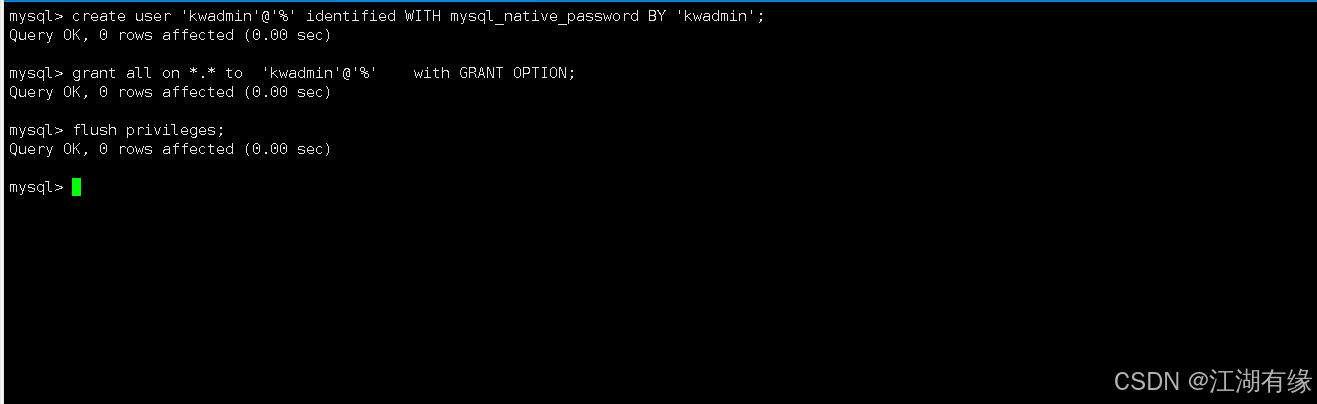 mysql> create user 'kwadmin'@'%' identified WITH mysql_native_password BY 'kwadmin';
Query OK, 0 rows affected (0.00 sec)
mysql> grant all on *.* to  'kwadmin'@'%'    with GRANT OPTION;
Query OK, 0 rows affected (0.00 sec)
mysql> flush privileges;
Query OK, 0 rows affected (0.00 sec)
mysql>
CSDN @江湖有缘